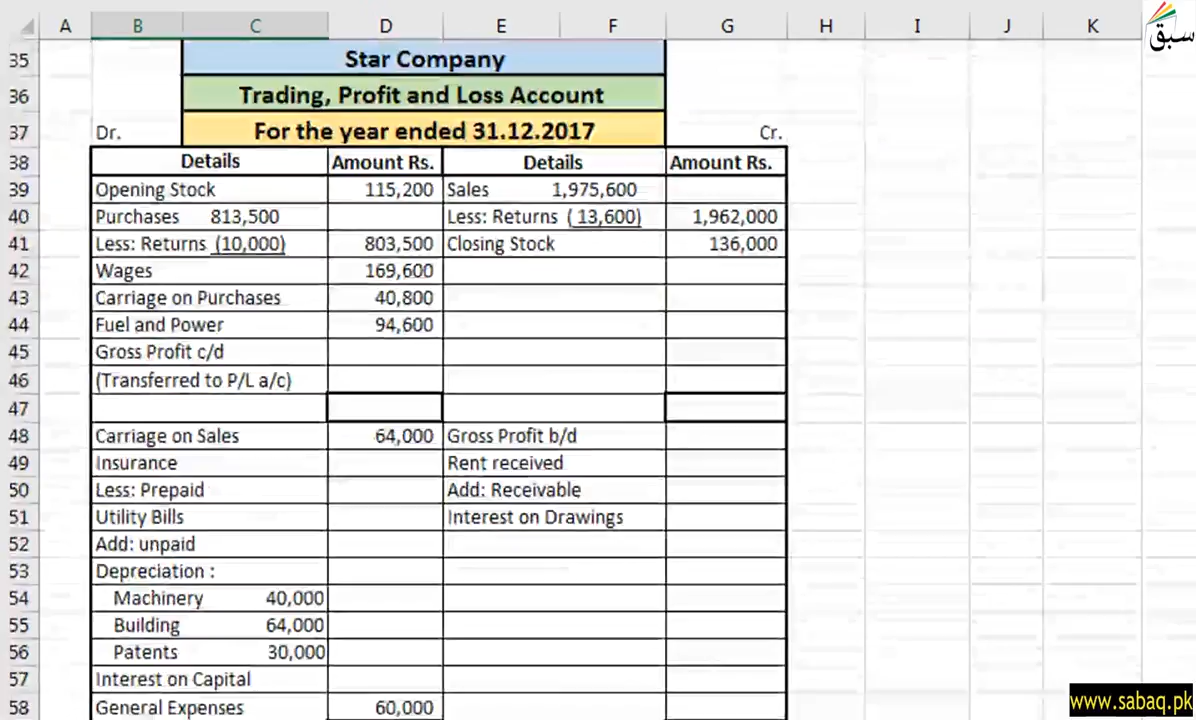 A B C D E F G H I J K
سبق
35 Star Company
36 Trading, Profit and Loss Account
37 Dr. For the year ended 31.12.2017 Cr.
38 Details Amount Rs. Details Amount Rs.
39 Opening Stock 115,200 Sales 1,975,600
40 Purchases 813,500 Less: Returns ( 13,600) 1,962,000
41 Less: Returns (10,000) 803,500 Closing Stock 136,000
42 Wages 169,600
43 Carriage on Purchases 40,800
44 Fuel and Power 94,600
45 Gross Profit c/d
46 (Transferred to P/L a/c)
47
48 Carriage on Sales 64,000 Gross Profit b/d
49 Insurance Rent received
50 Less: Prepaid Add: Receivable
51 Utility Bills Interest on Drawings
52 Add: unpaid
53 Depreciation :
54 Machinery 40,000
55 Building 64,000
56 Patents 30,000
57 Interest on Capital
58 General Expenses 60,000
www.sabaq.pk